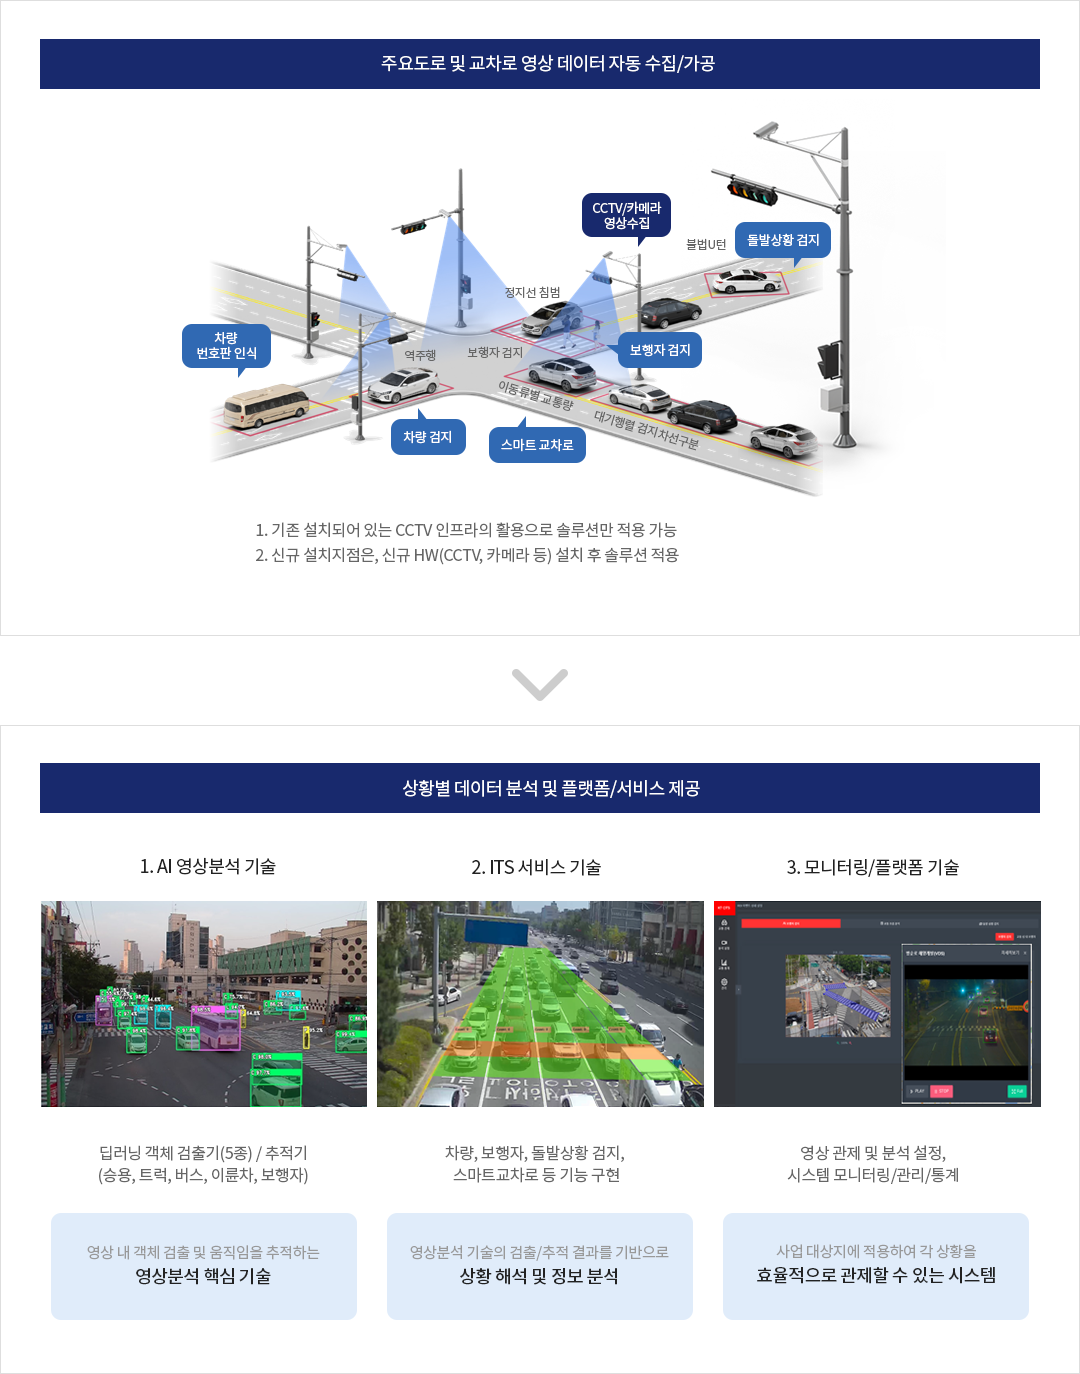 주요도로 및 교차로 영상 데이터 자동 수집/가공
CCTV/카메라
영상수집
불법U턴
돌발상황 검지
정지선 침범
차량
번호판 인식
역주행
보행자 검지
보행자 검지
이동류별 교통량
대기행렬 검지
차선구분
차량 검지
스마트 교차로
1. 기존 설치되어 있는 CCTV 인프라의 활용으로 솔루션만 적용 가능
2. 신규 설치지점은, 신규 HW(CCTV, 카메라 등) 설치 후 솔루션 적용
상황별 데이터 분석 및 플랫폼/서비스 제공
1. AI 영상분석 기술
2. ITS 서비스 기술
3. 모니터링/플랫폼 기술
PLAY
STOP
딥러닝 객체 검출기(5종) / 추적기
(승용, 트럭, 버스, 이륜차, 보행자)
차량, 보행자, 돌발상황 검지,
스마트교차로 등 기능 구현
영상 관제 및 분석 설정,
시스템 모니터링/관리/통계
영상 내 객체 검출 및 움직임을 추적하는
영상분석 핵심 기술
영상분석 기술의 검출/추적 결과를 기반으로
상황 해석 및 정보 분석
사업 대상지에 적용하여 각 상황을
효율적으로 관제할 수 있는 시스템